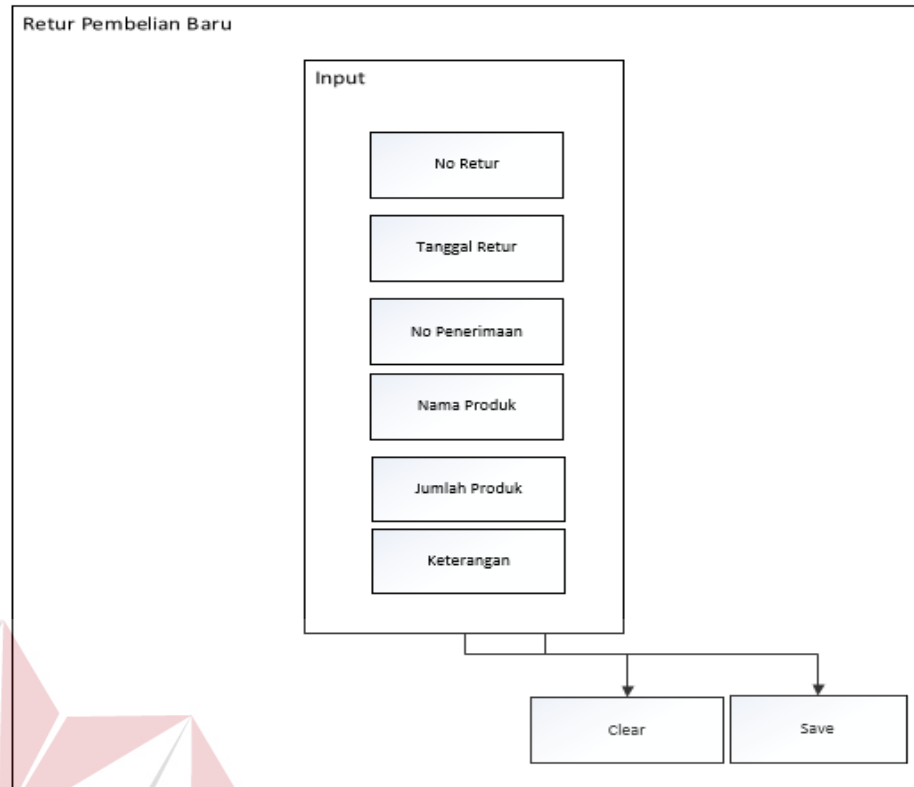 Retur Pembelian Baru
Input
No Retur
Tanggal Retur
No Penerimaan
Nama Produk
Jumlah Produk
Keterangan
Clear
Save